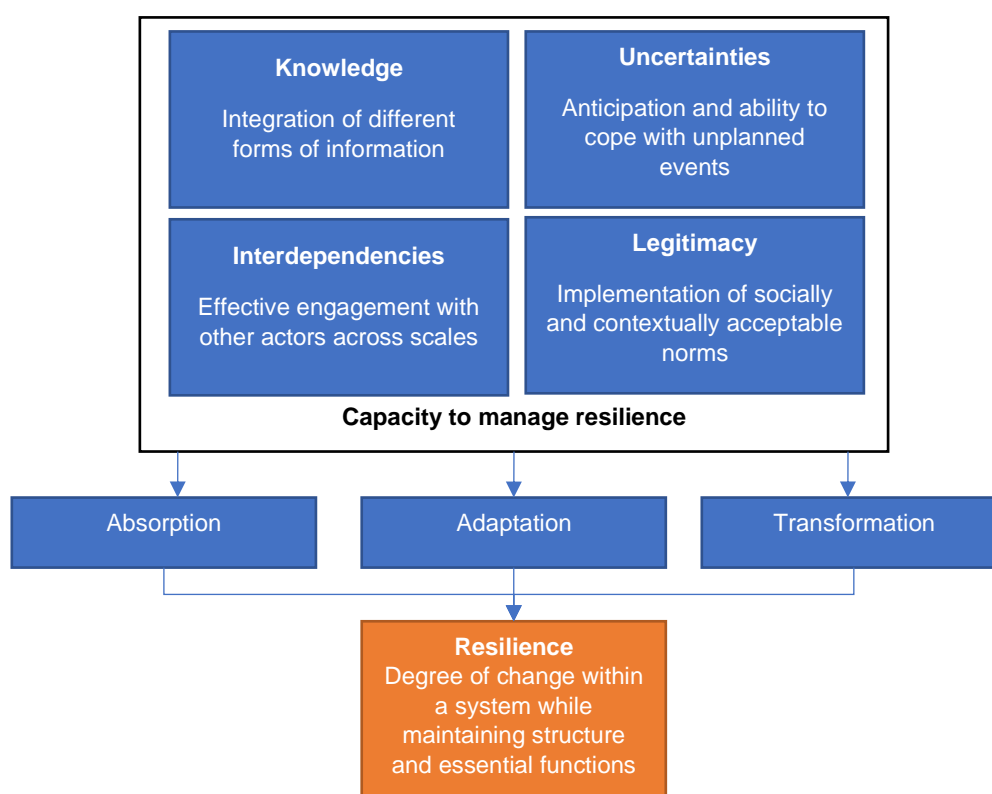 Knowledge
Integration of different
forms of information
Uncertainties
Anticipation and ability to
cope with unplanned
events
Interdependencies
Effective engagement with
other actors across scales
Legitimacy
Implementation of socially
and contextually acceptable
norms
Capacity to manage resilience
Absorption
Adaptation
Transformation
Resilience
Degree of change within
a system while
maintaining structure
and essential functions